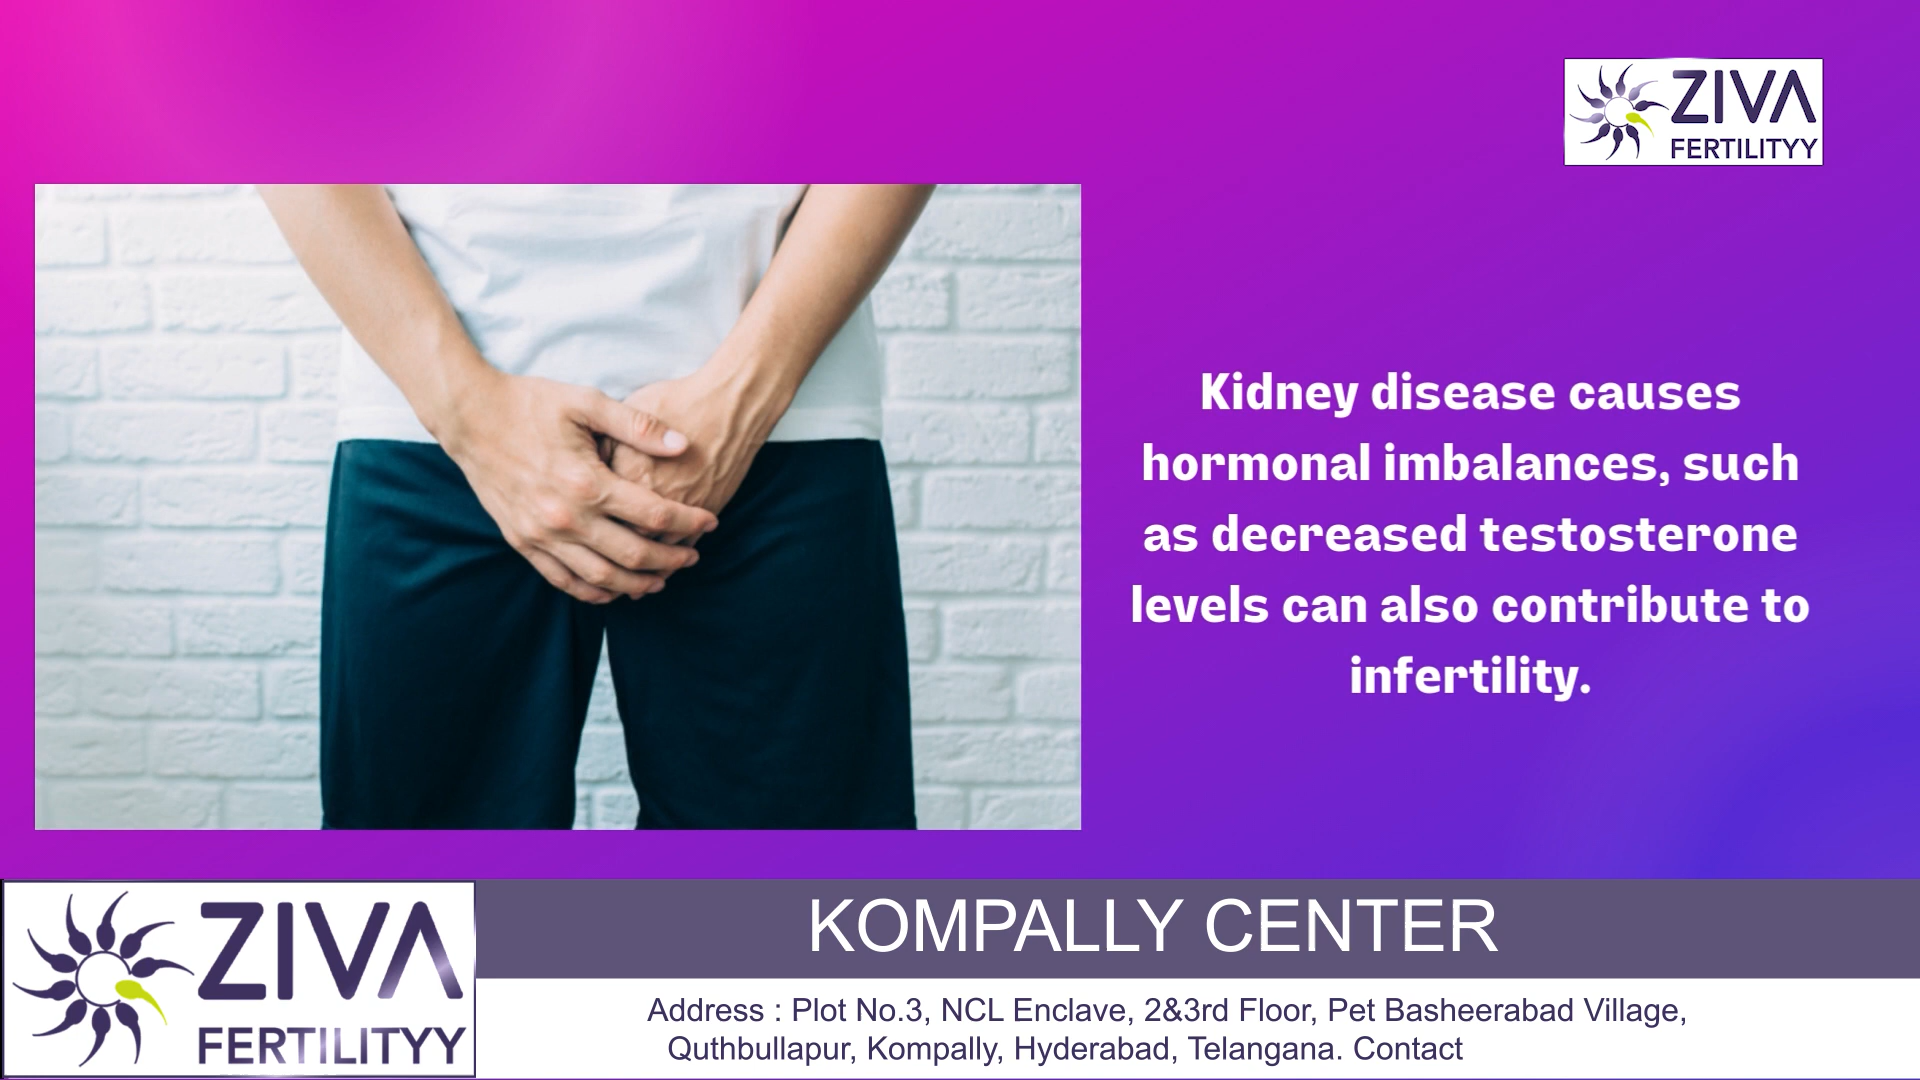 ZIVA
FERTILITYY
Kidney disease causes
hormonal imbalances, such
as decreased testosterone
levels can also contribute to
infertility.
ZIVA
FERTILITYY
KOMPALLY CENTER
Address : Plot No.3, NCL Enclave, 2&3rd Floor, Pet Basheerabad Village,
Quthbullapur, Kompally, Hyderabad, Telangana. Contact